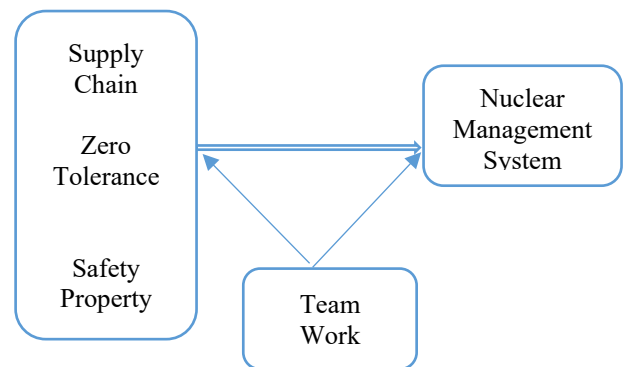 Supply
Chain
Zero
Tolerance
Safety
Property
Nuclear
Management
System
Team
Work